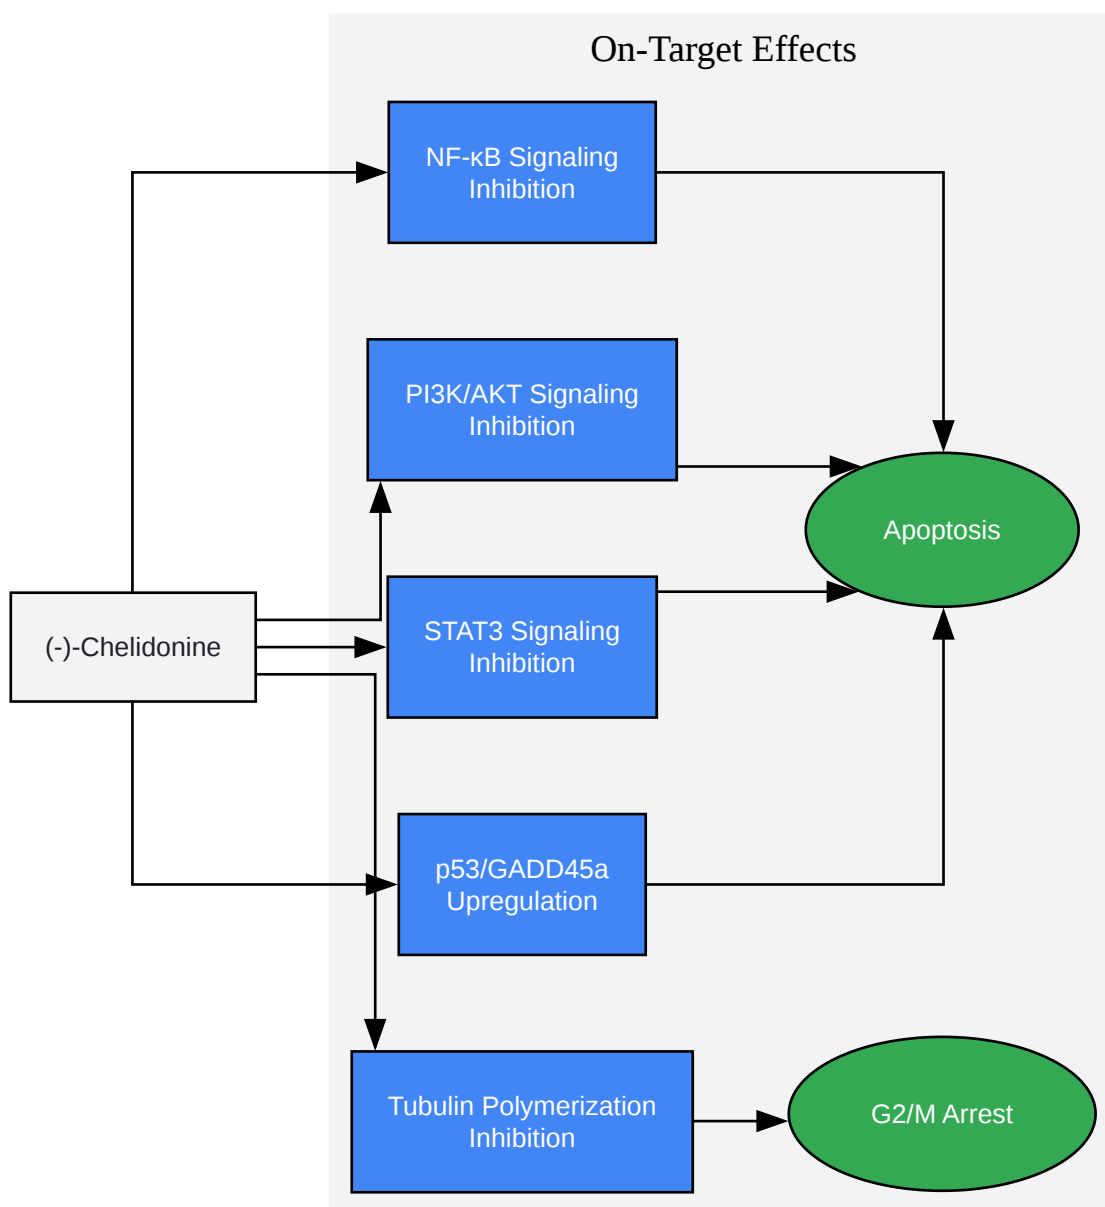 On-Target Effects
NF-κB Signaling
Inhibition
PI3K/AKT Signaling
Inhibition
Apoptosis
STAT3 Signaling
Inhibition
(-)-Chelidonine
p53/GADD45a
Upregulation
Tubulin Polymerization
Inhibition
G2/M Arrest